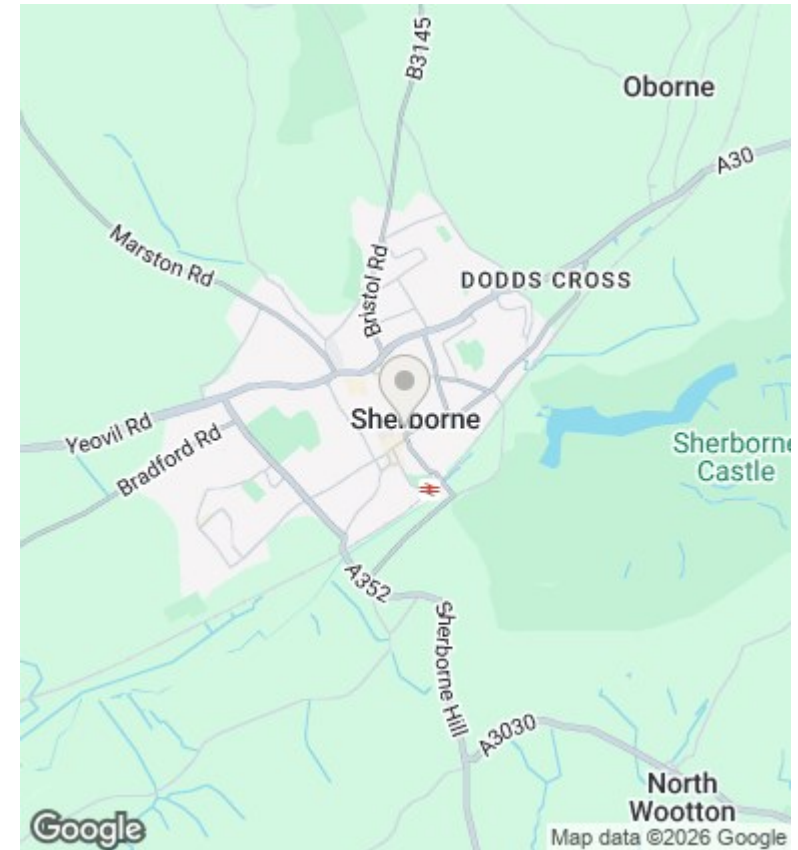 B3145
Oborne
A30
Marston Rd
Bristol Rd
DODDS CROSS
Sherborne
Yeovil Rd
Bradford Rd
Sherborne
Castle
A352
Sherborne Hill
A3030
North
Wootton
Google
Map data ©2026 Google